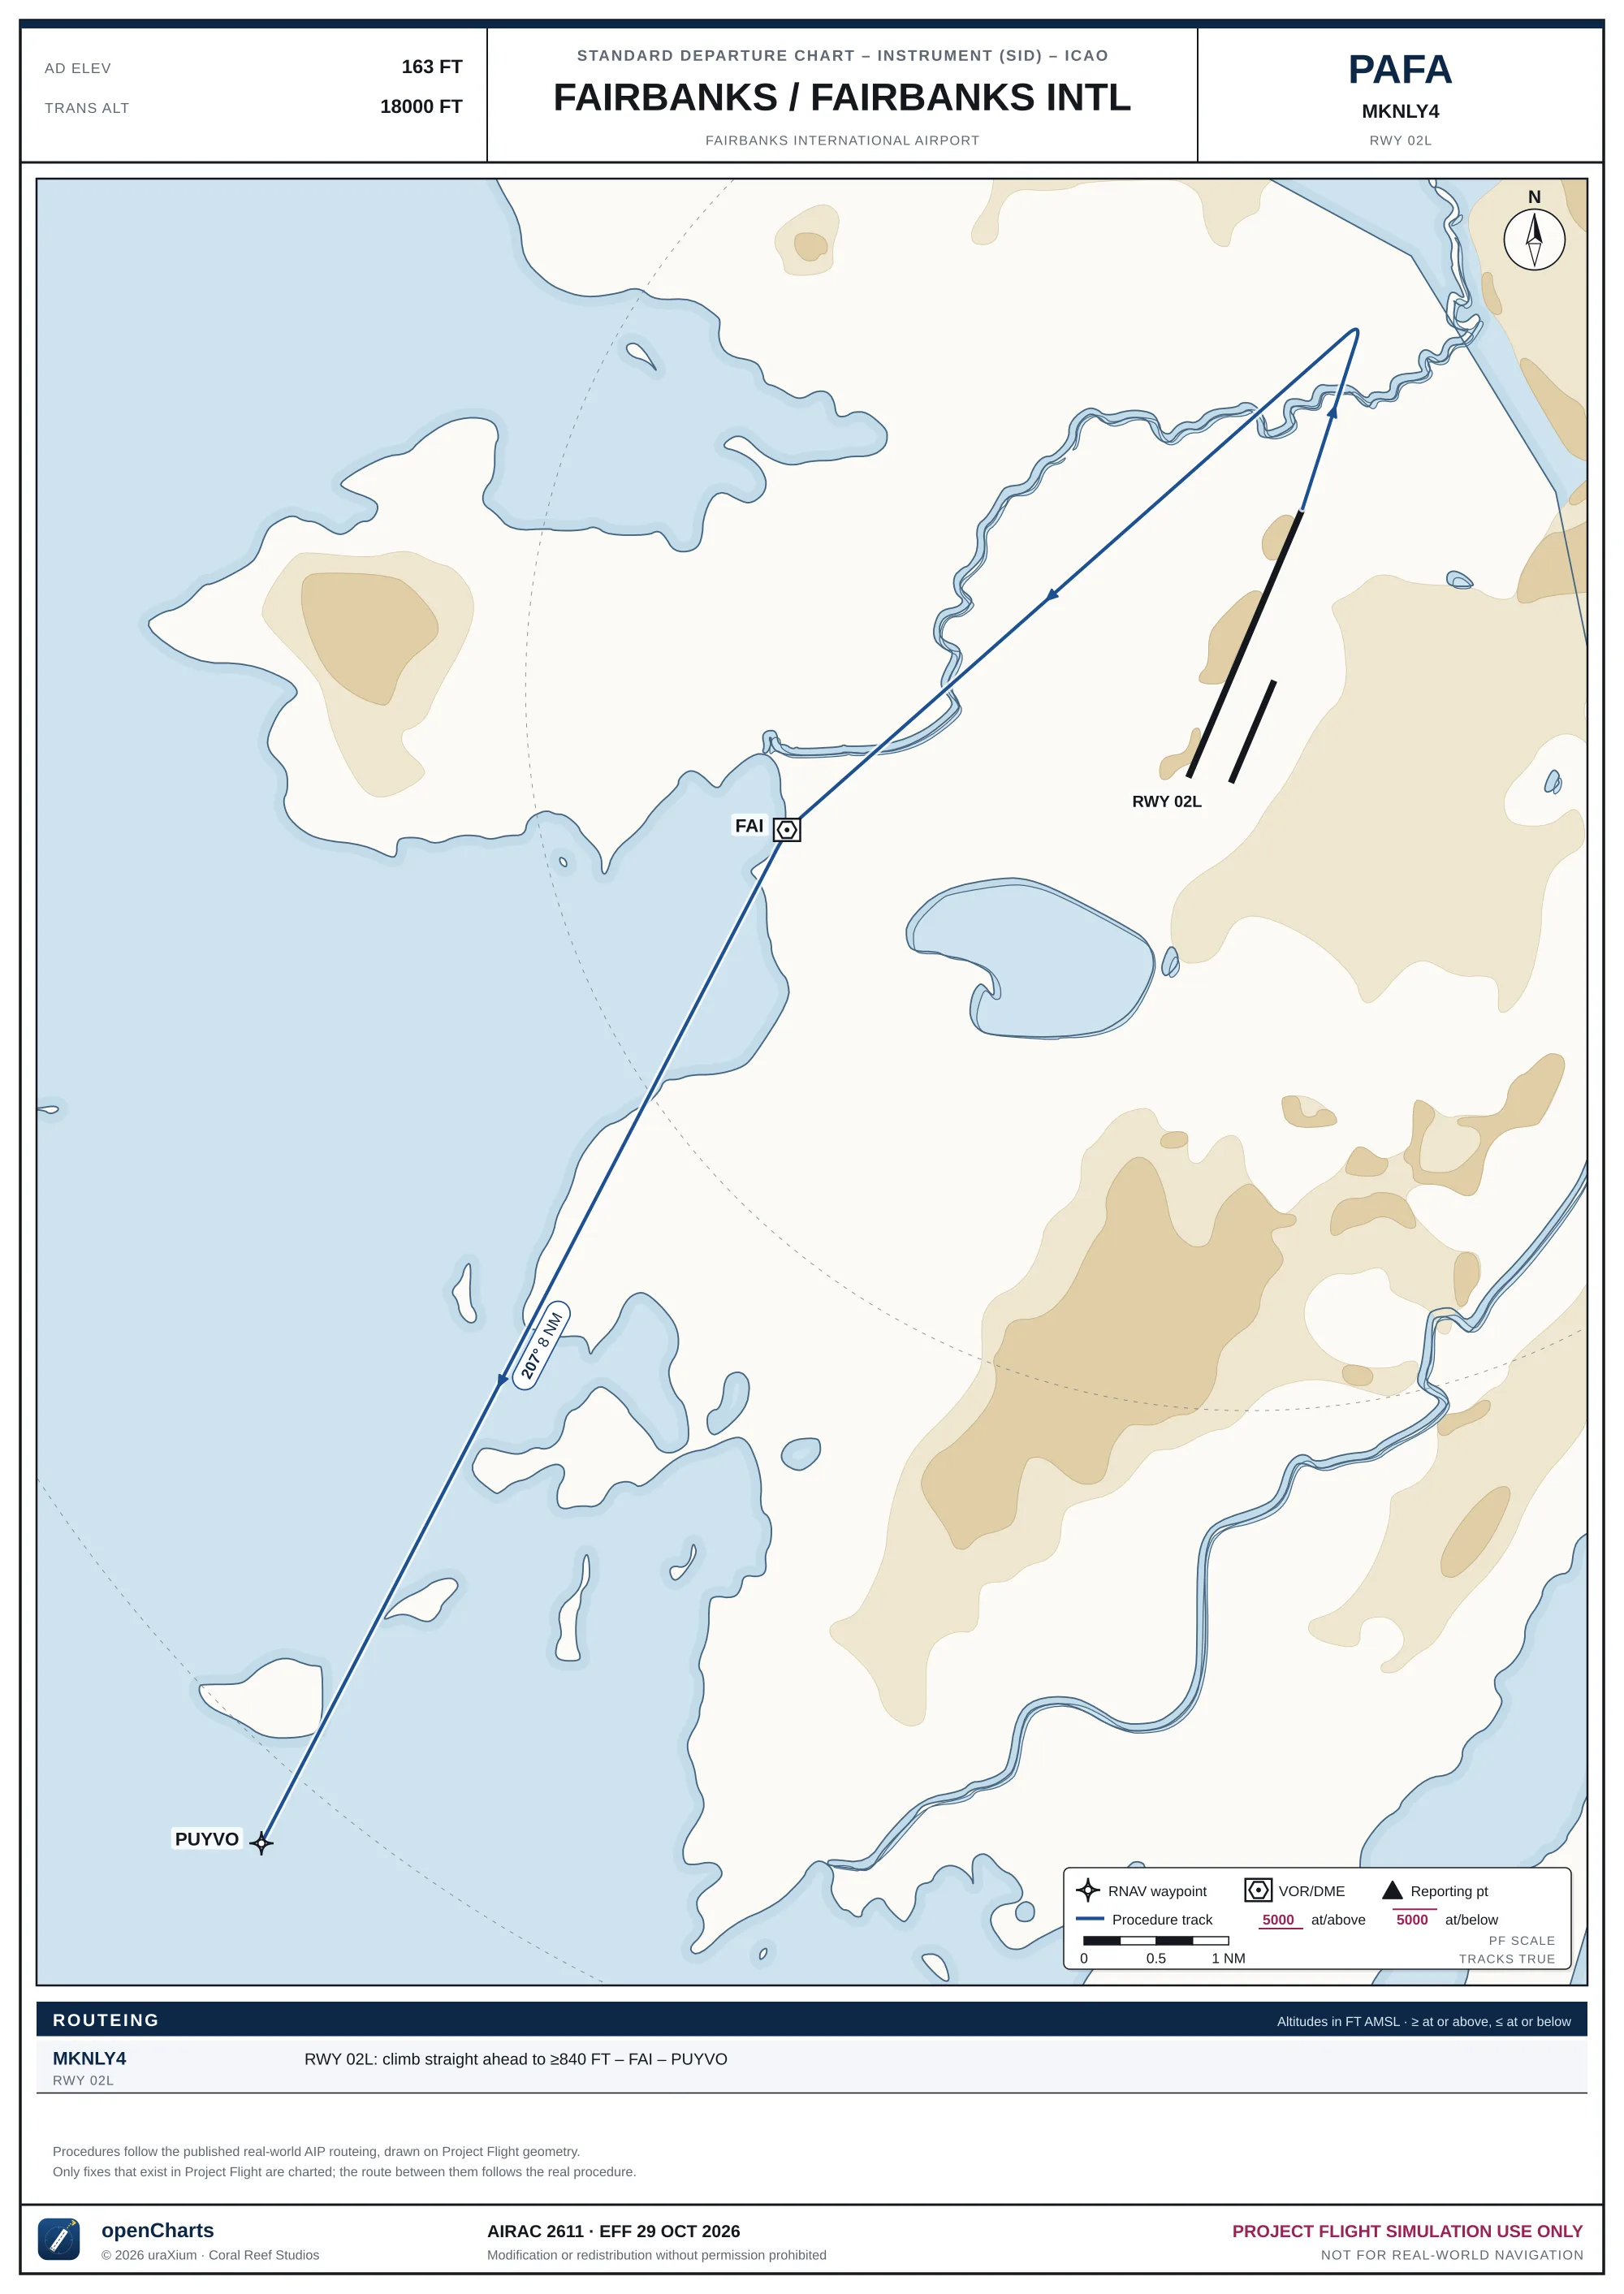 AD ELEV 163 FT
TRANS ALT 18000 FT
STANDARD DEPARTURE CHART – INSTRUMENT (SID) – ICAO
FAIRBANKS / FAIRBANKS INTL
FAIRBANKS INTERNATIONAL AIRPORT
PAFA
MKNLY4
RWY 02L
N
RWY 02L
FAI
207° 8 NM
PUYVO
RNAV waypoint VOR/DME Reporting pt
Procedure track 5000 at/above 5000 at/below
PF SCALE
0 0.5 1 NM TRACKS TRUE
ROUTEING Altitudes in FT AMSL · ≥ at or above, ≤ at or below
MKNLY4 RWY 02L: climb straight ahead to ≥840 FT – FAI – PUYVO
RWY 02L
Procedures follow the published real-world AIP routeing, drawn on Project Flight geometry.
Only fixes that exist in Project Flight are charted; the route between them follows the real procedure.
openCharts AIRAC 2611 · EFF 29 OCT 2026 PROJECT FLIGHT SIMULATION USE ONLY
© 2026 uraXium · Coral Reef Studios Modification or redistribution without permission prohibited NOT FOR REAL-WORLD NAVIGATION